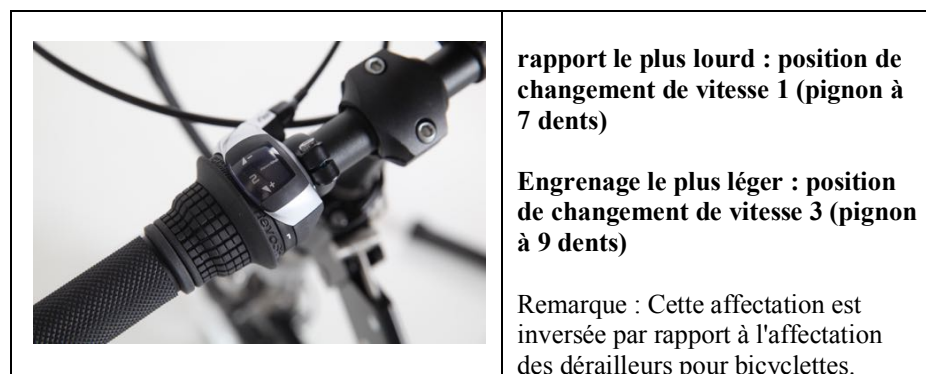 rapport le plus lourd : position de
changement de vitesse 1 (pignon à
7 dents)
Engrenage le plus léger : position
de changement de vitesse 3 (pignon
à 9 dents)
Remarque : Cette affectation est
inversée par rapport à l'affectation
des dérailleurs pour bicyclettes.
2
+